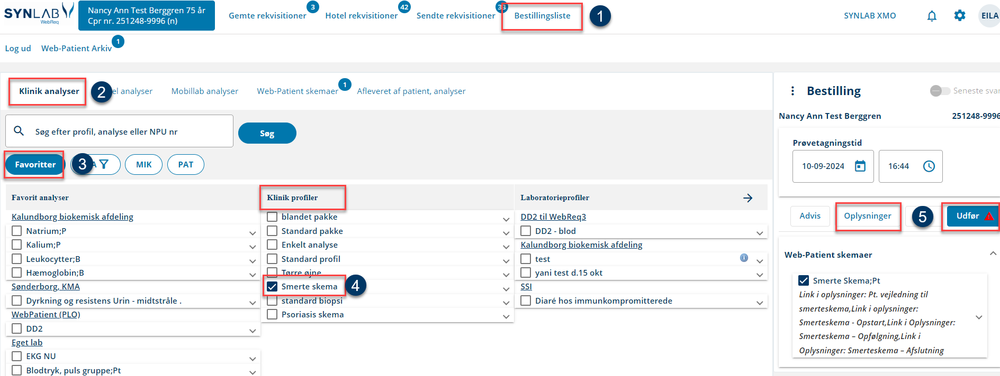 SYNLAB
WebReq
Nancy Ann Test Berggren 75 år
Cpr nr. 251248-9996 (n)
Gemte rekvisitioner 3
Hotel rekvisitioner 42
Sendte rekvisitioner
Bestillingsliste
1
SYNLAB XMO
EILA
Log ud
Web-Patient Arkiv 1
Klinik analyser
2
el analyser
Mobillab analyser
Web-Patient skemaer 1
Afleveret af patient, analyser
Søg efter profil, analyse eller NPU nr
Søg
Favoritter
3
A
MIK
PAT
Favorit analyser
Kalundborg biokemisk afdeling
Natrium;P
Kalium;P
Leukocytter;B
Hæmoglobin;B
Sønderborg, KMA
Dyrkning og resistens Urin - midtstråle .
WebPatient (PLO)
DD2
Eget lab
EKG NU
Blodtryk, puls gruppe;Pt
Klinik profiler
blandet pakke
Standard pakke
Enkelt analyse
Standard profil
Tørre øjne
Smerte skema
4
standard biopsi
Psoriasis skema
Laboratorieprofiler
DD2 til WebReq3
DD2 - blod
Kalundborg biokemisk afdeling
test
yani test d.15 okt
SSI
Diaré hos immunkompromitterede
Bestilling
Seneste svar
Nancy Ann Test Berggren
251248-9996
Prøvetagningstid
10-09-2024
16:44
Advis
Oplysninger
5
Udfør
Web-Patient skemaer
Smerte Skema;Pt
Link i oplysninger: Pt. vejledning til
smerteskema,Link i oplysninger:
Smerteskema - Opstart,Link i Oplysninger:
Smerteskema – Opfølgning,Link i
Oplysninger: Smerteskema – Afslutning